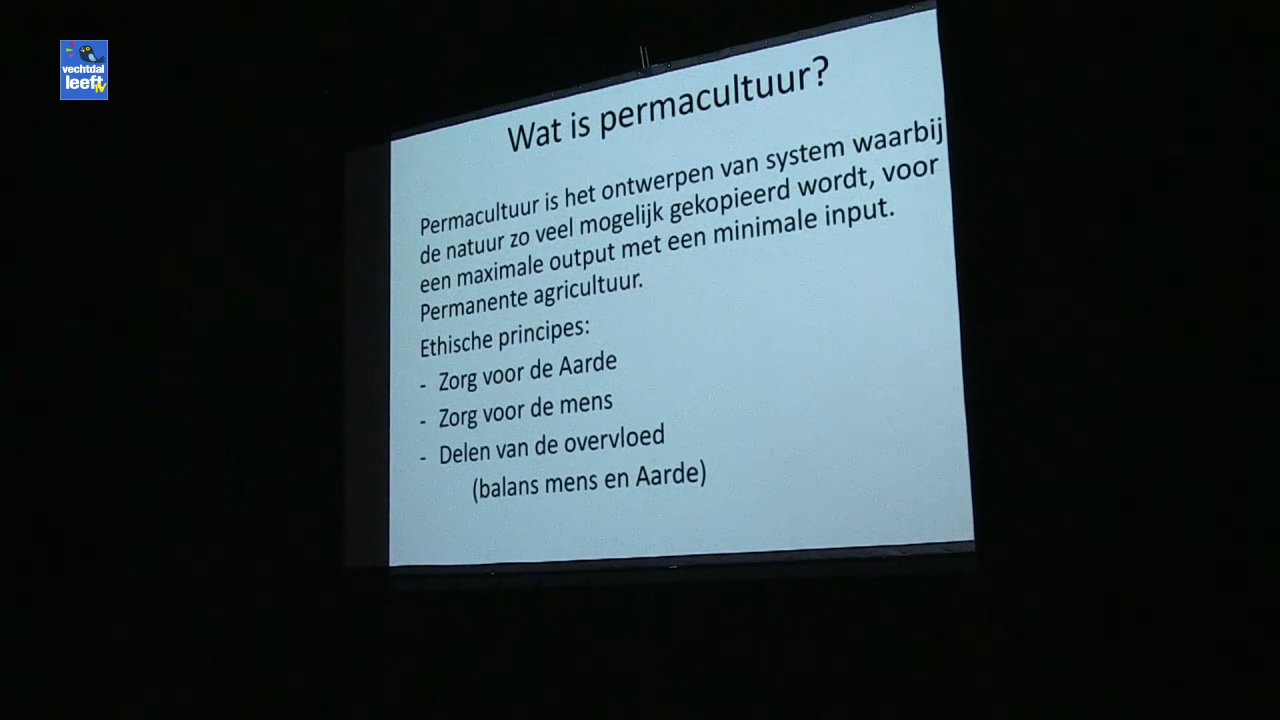 vechtdal
leeft
TV
Wat is permacultuur?
Permacultuur is het ontwerpen van system waarbij
de natuur zo veel mogelijk gekopieerd wordt, voor
een maximale output met een minimale input.
Permanente agricultuur.
Ethische principes:
- Zorg voor de Aarde
- Zorg voor de mens
- Delen van de overvloed
(balans mens en Aarde)